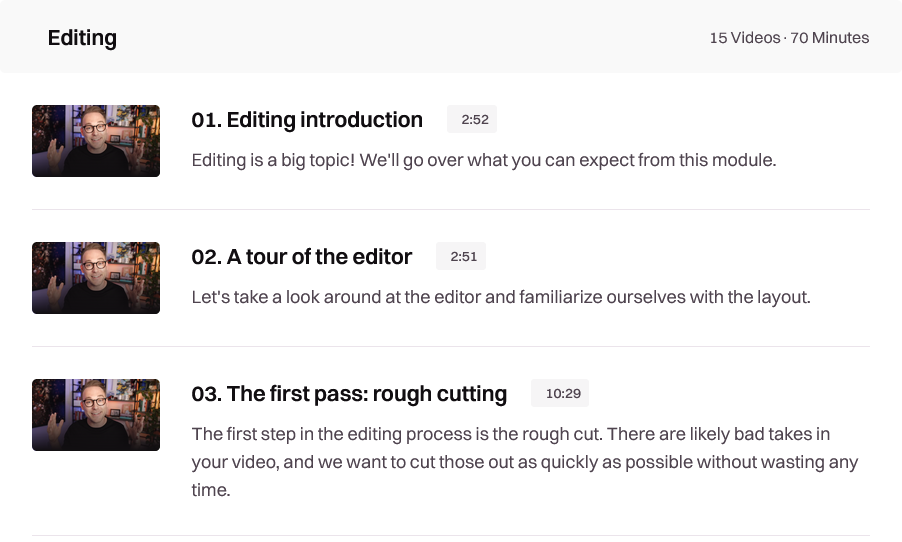 Editing
15 Videos · 70 Minutes
01. Editing introduction
2:52
Editing is a big topic! We'll go over what you can expect from this module.
02. A tour of the editor
2:51
Let's take a look around at the editor and familiarize ourselves with the layout.
03. The first pass: rough cutting
10:29
The first step in the editing process is the rough cut. There are likely bad takes in
your video, and we want to cut those out as quickly as possible without wasting any
time.